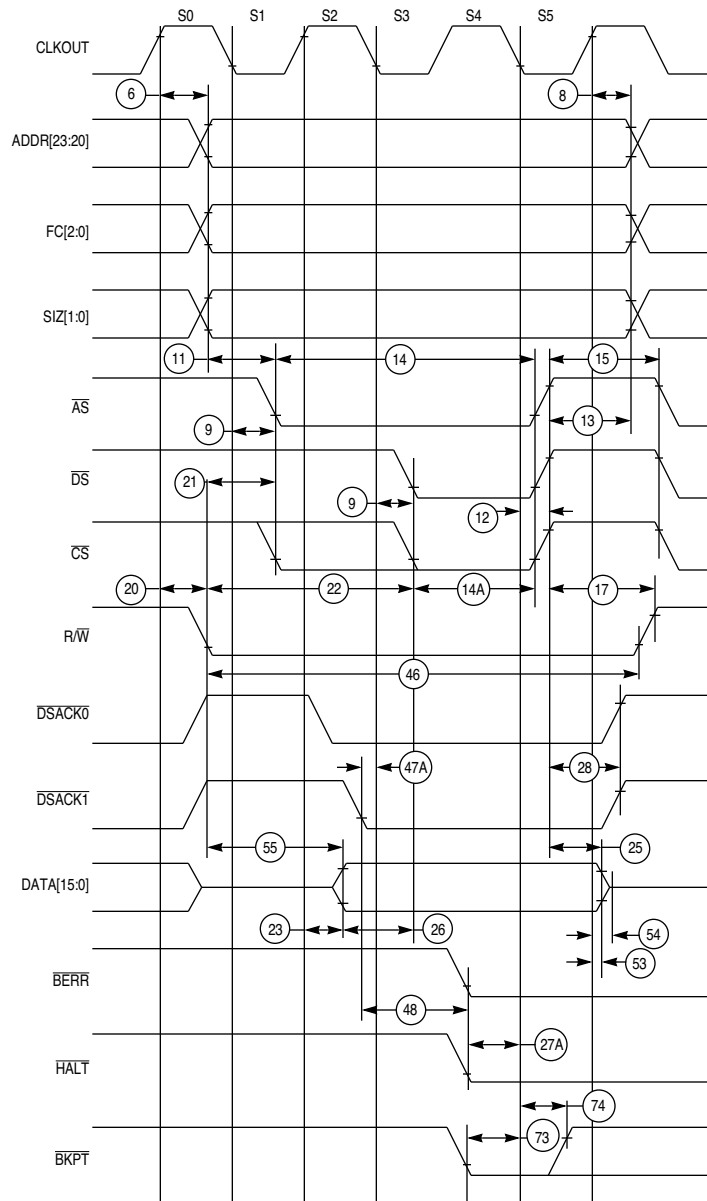 S0 S1 S2 S3 S4 S5
CLKOUT
6 8
ADDR[23:20]
FC[2:0]
SIZ[1:0]
11 14 15
AS
9 13
DS
21 9 12
CS
20 22 14A 17
R/W
46
DSACK0
47A 28
DSACK1
55 25
DATA[15:0]
23 26 54
53
BERR
48
27A
HALT
74
73
BKPT